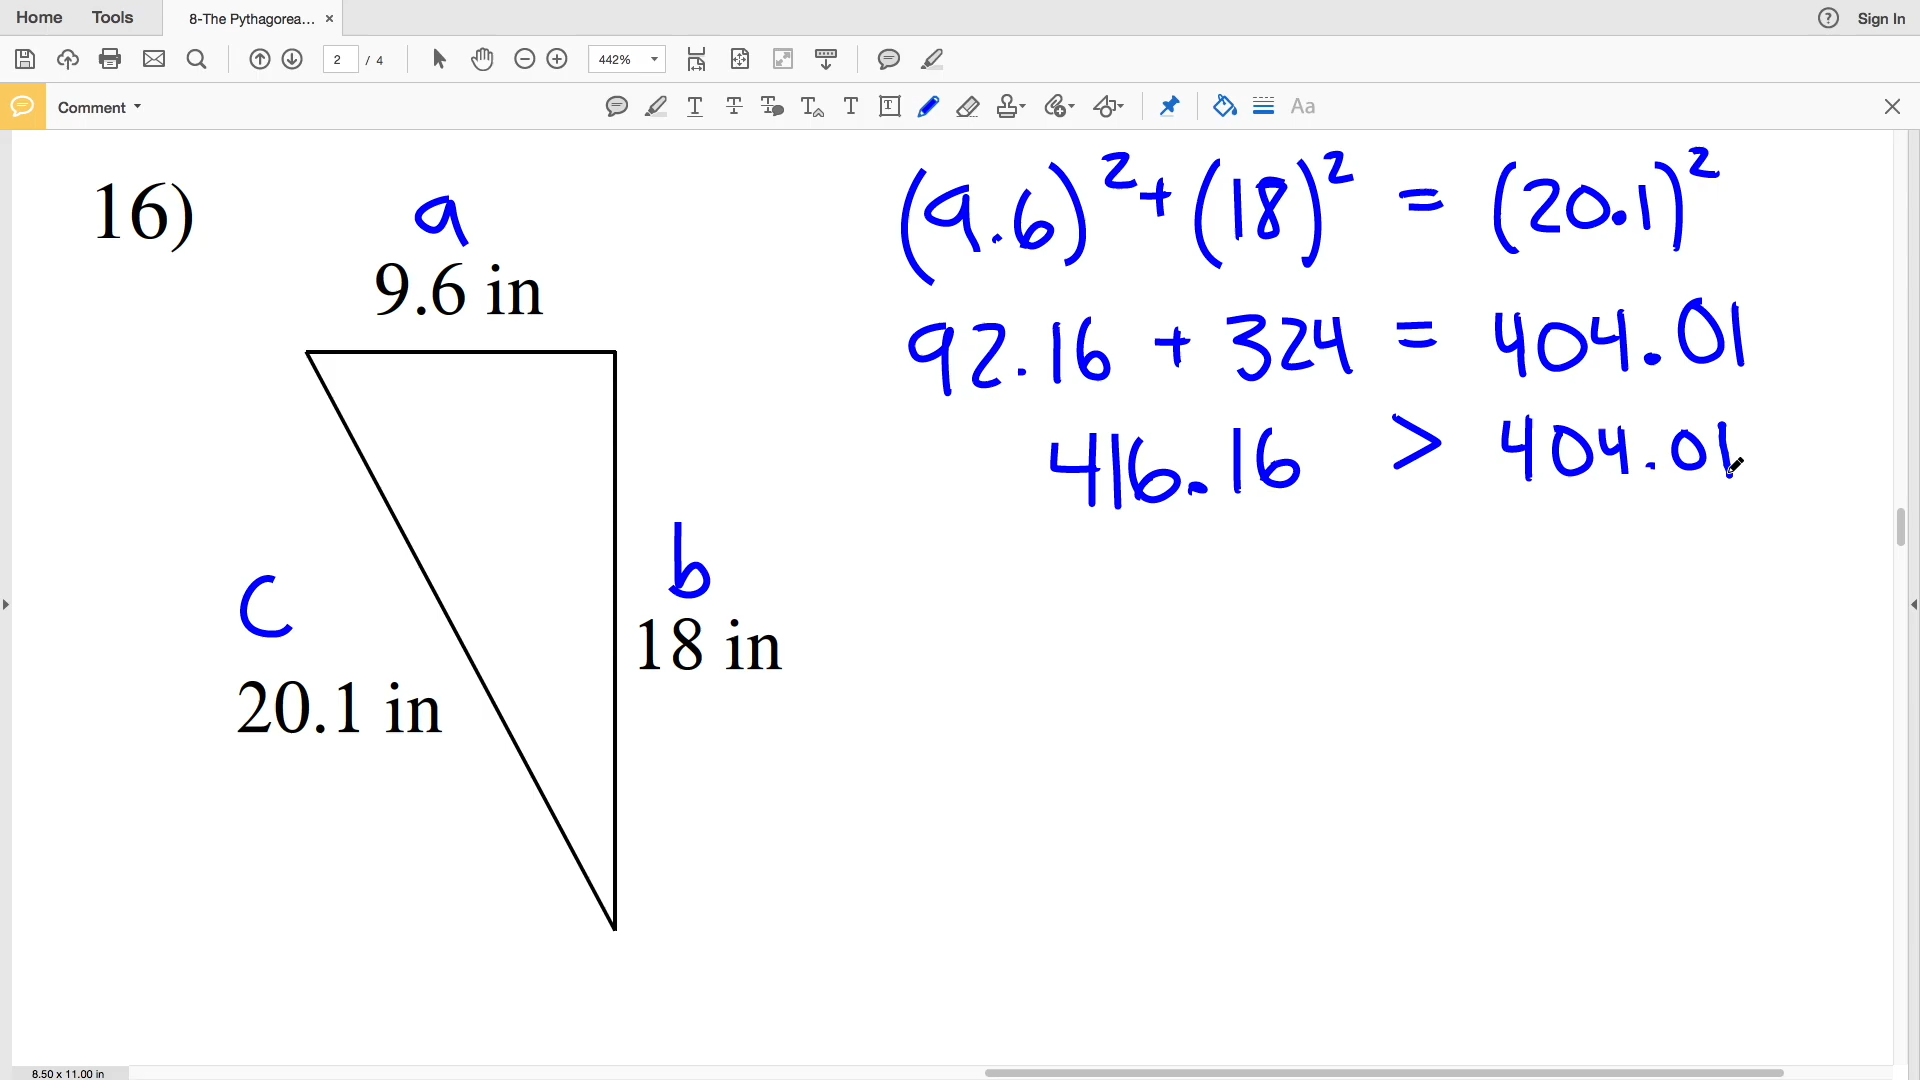 Home Tools 8-The Pythagorea... × ? Sign In
2 / 4 442%
Comment T T T T T T Aa
16)
a
9.6 in
c
20.1 in
b
18 in
(9.6)² + (18)² = (20.1)²
92.16 + 324 = 404.01
416.16 > 404.01
8.50 x 11.00 in